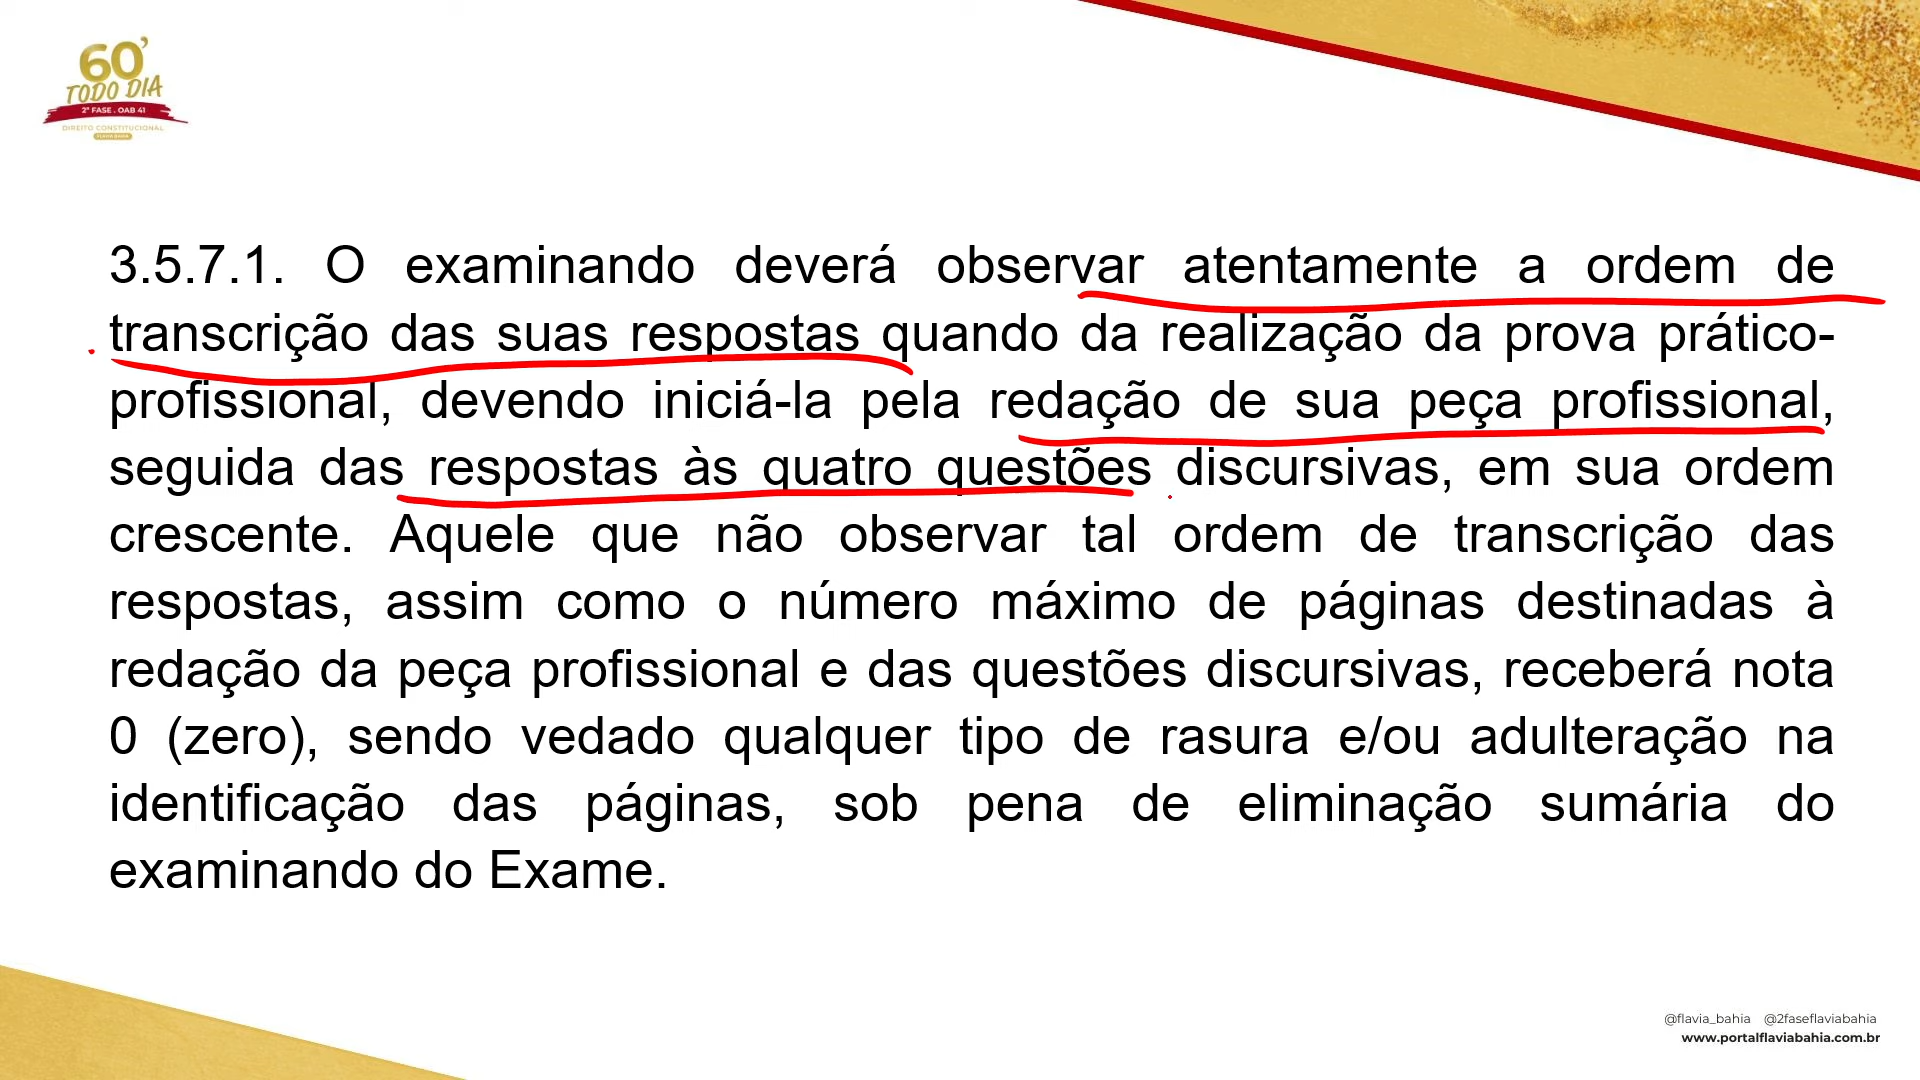 60'
TODO DIA
2ª FASE . OAB 41
DIREITO CONSTITUCIONAL
FLAVIA BAHIA
3.5.7.1. O examinando deverá observar atentamente a ordem de
transcrição das suas respostas quando da realização da prova prático-
profissional, devendo iniciá-la pela redação de sua peça profissional,
seguida das respostas às quatro questões discursivas, em sua ordem
crescente. Aquele que não observar tal ordem de transcrição das
respostas, assim como o número máximo de páginas destinadas à
redação da peça profissional e das questões discursivas, receberá nota
0 (zero), sendo vedado qualquer tipo de rasura e/ou adulteração na
identificação das páginas, sob pena de eliminação sumária do
examinando do Exame.
@flavia_bahia @2faseflaviabahia
www.portalflaviabahia.com.br